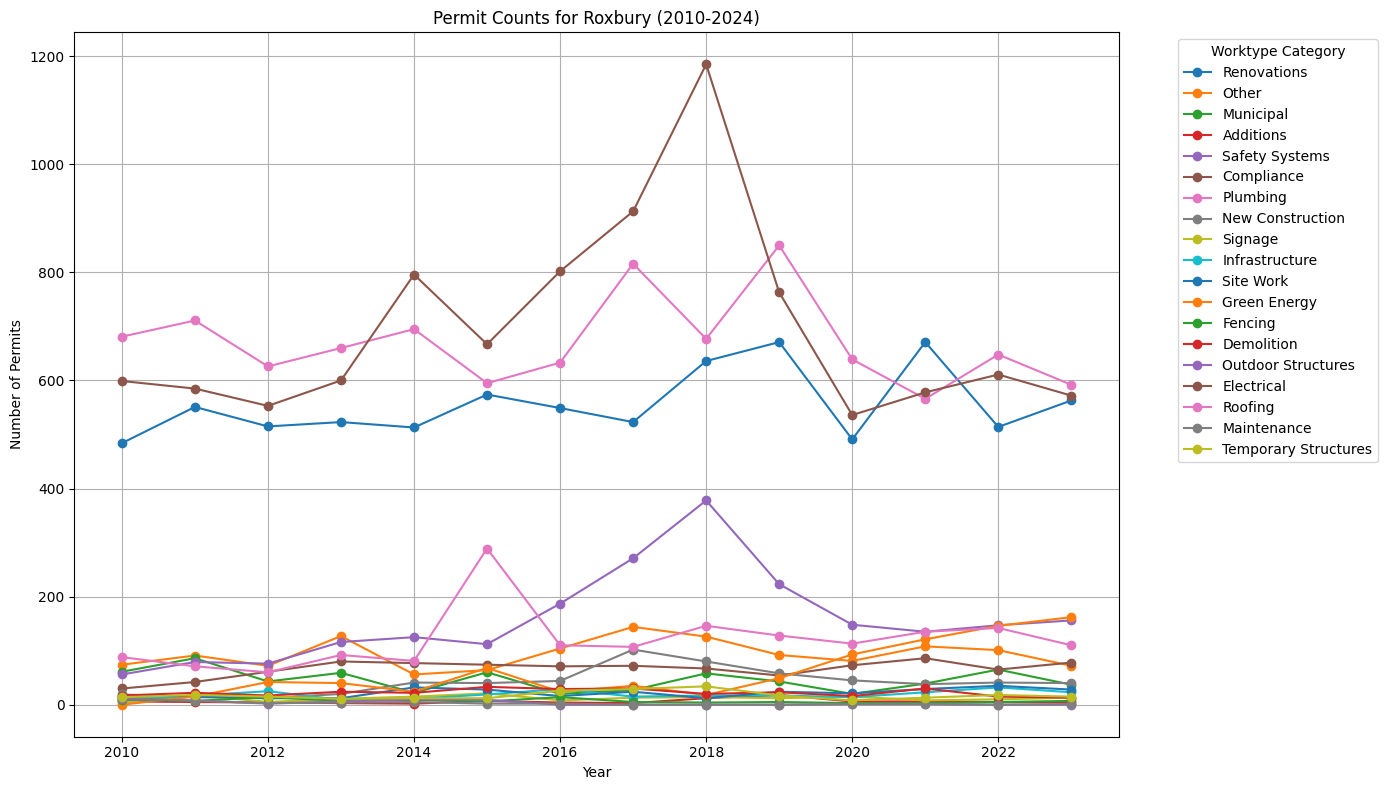 Permit Counts for Roxbury (2010-2024)
Number of Permits
1200
1000
800
600
400
200
0
2010 2012 2014 2016 2018 2020 2022
Year
Worktype Category
Renovations
Other
Municipal
Additions
Safety Systems
Compliance
Plumbing
New Construction
Signage
Infrastructure
Site Work
Green Energy
Fencing
Demolition
Outdoor Structures
Electrical
Roofing
Maintenance
Temporary Structures